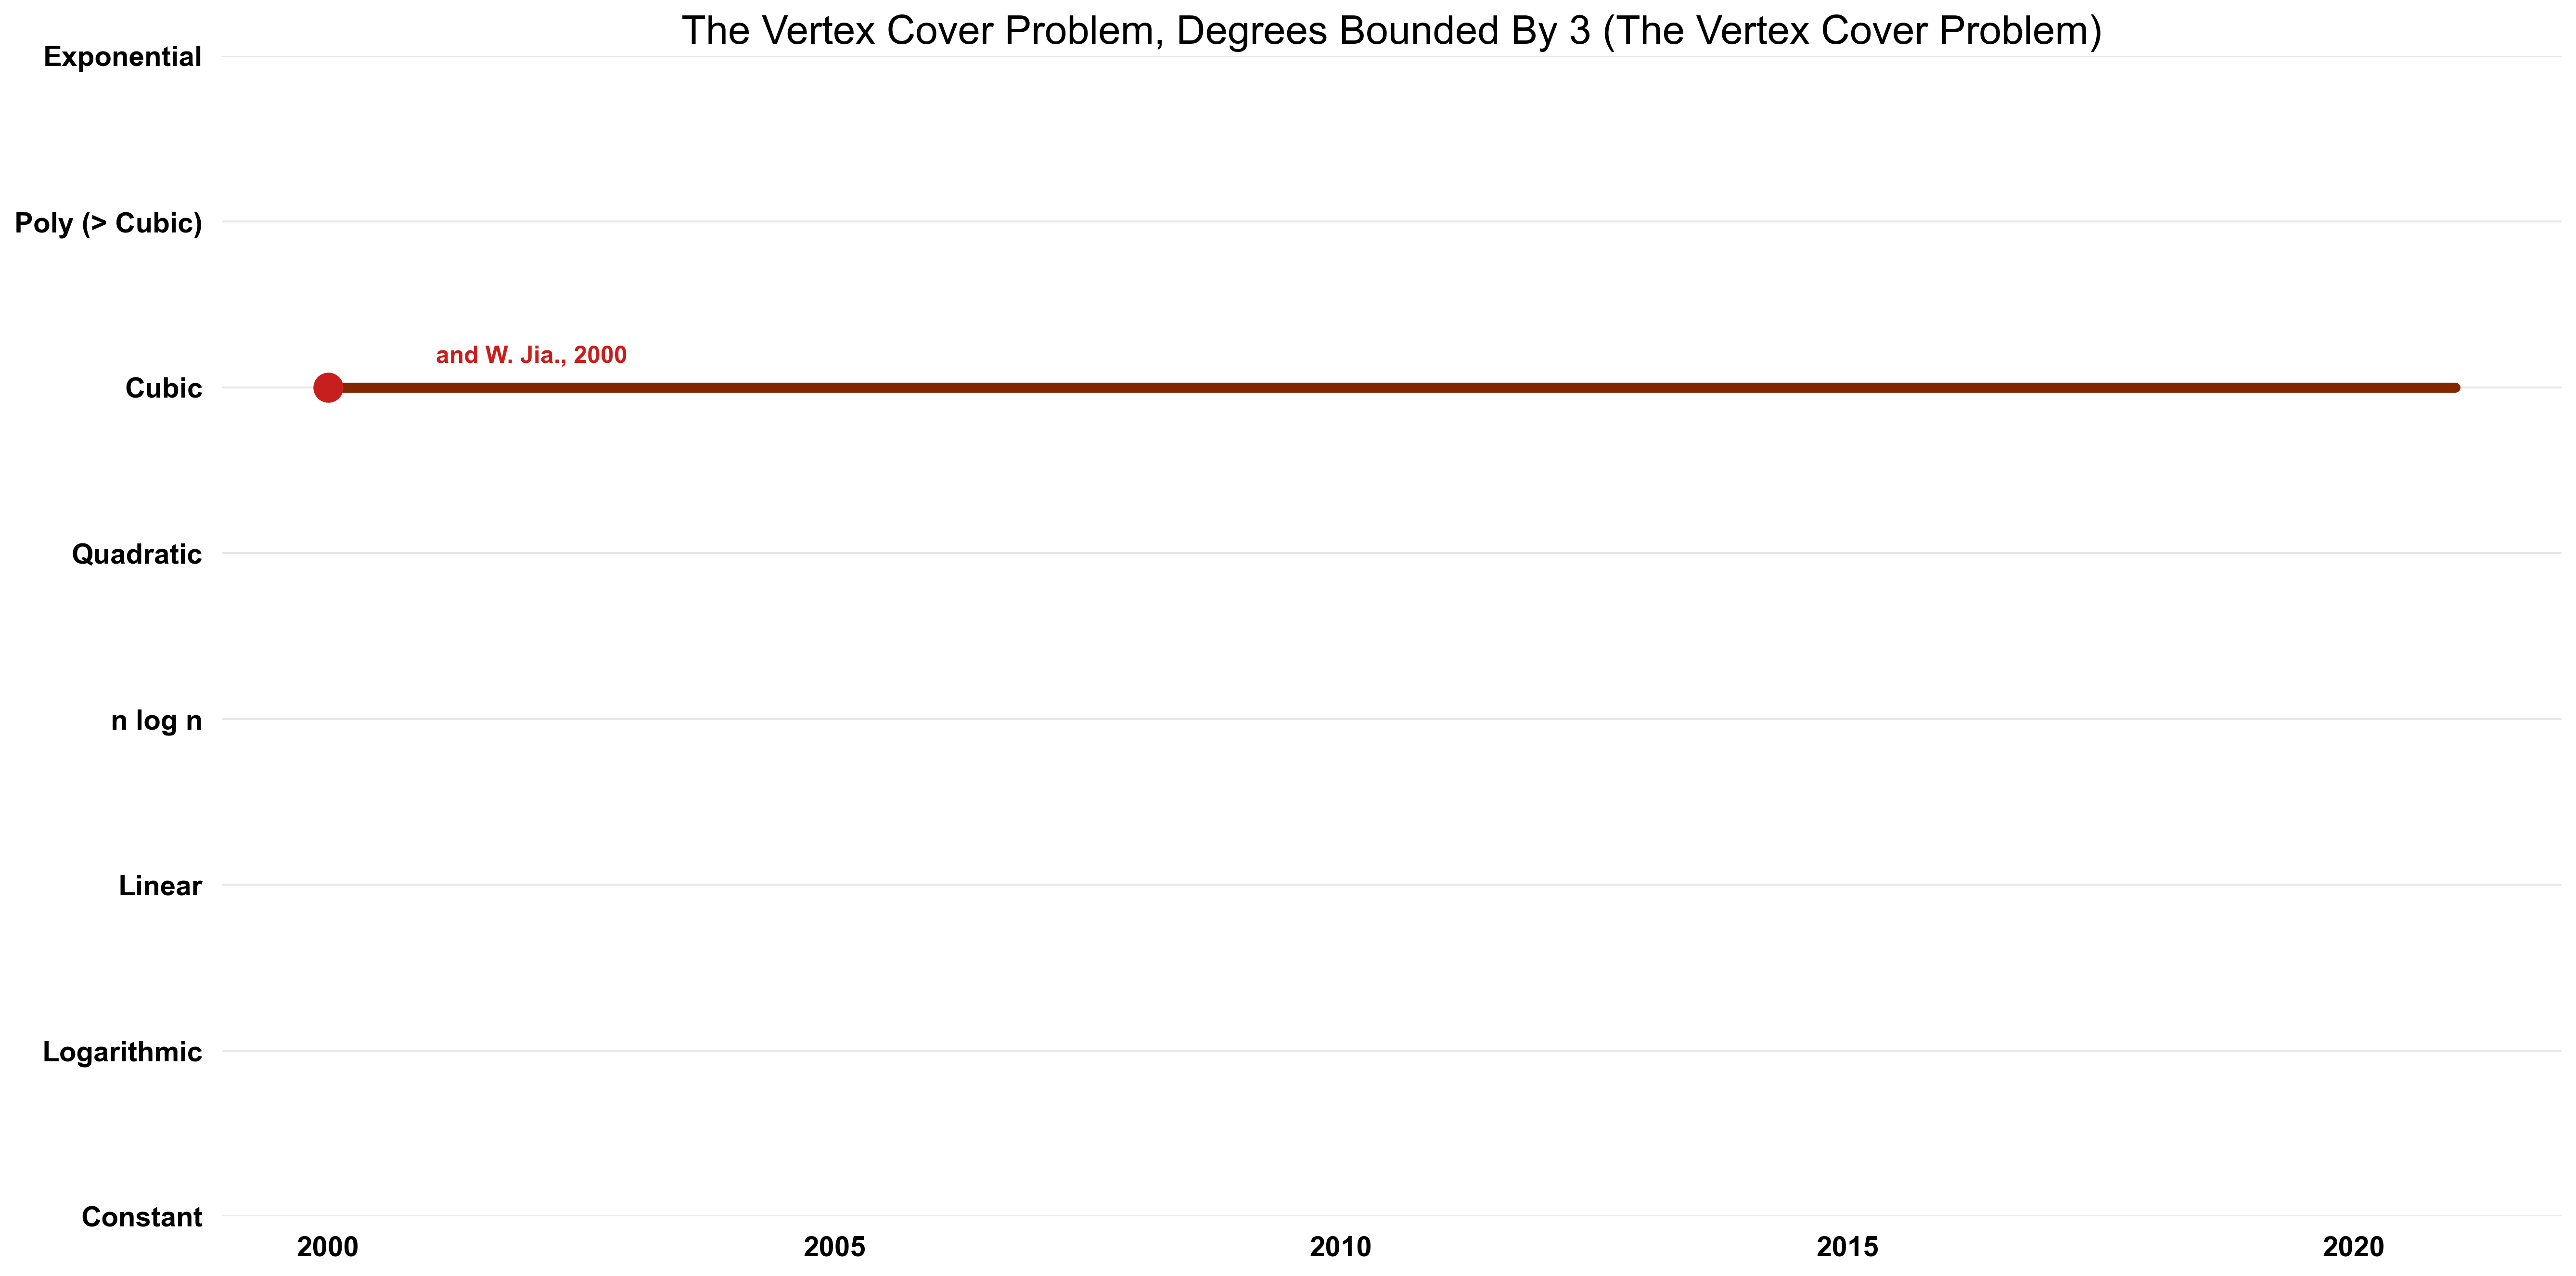 The Vertex Cover Problem, Degrees Bounded By 3 (The Vertex Cover Problem)
Exponential
Poly (> Cubic)
and W. Jia., 2000
Cubic
Quadratic
n log n
Linear
Logarithmic
Constant
2000 2005 2010 2015 2020